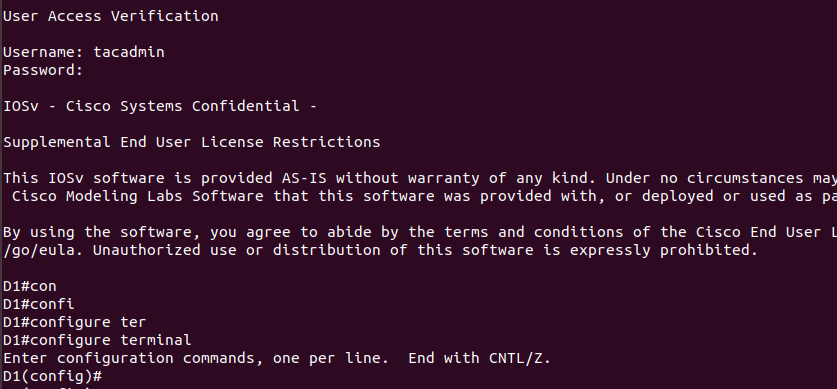 User Access Verification
Username: tacadmin
Password:
IOSv - Cisco Systems Confidential -
Supplemental End User License Restrictions
This IOSv software is provided AS-IS without warranty of any kind. Under no circumstances may
Cisco Modeling Labs Software that this software was provided with, or deployed or used as pa
By using the software, you agree to abide by the terms and conditions of the Cisco End User L
/go/eula. Unauthorized use or distribution of this software is expressly prohibited.
D1#con
D1#confi
D1#configure ter
D1#configure terminal
Enter configuration commands, one per line.  End with CNTL/Z.
D1(config)#